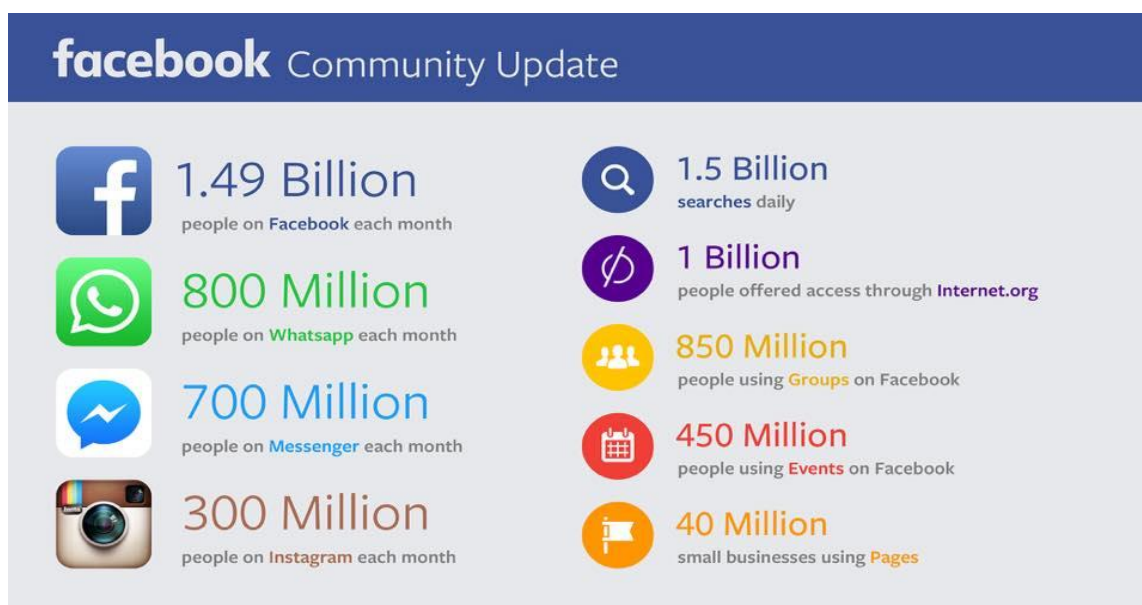 facebook Community Update
1.49 Billion
people on Facebook each month
800 Million
people on Whatsapp each month
700 Million
people on Messenger each month
300 Million
people on Instagram each month
1.5 Billion
searches daily
1 Billion
people offered access through Internet.org
850 Million
people using Groups on Facebook
450 Million
people using Events on Facebook
40 Million
small businesses using Pages